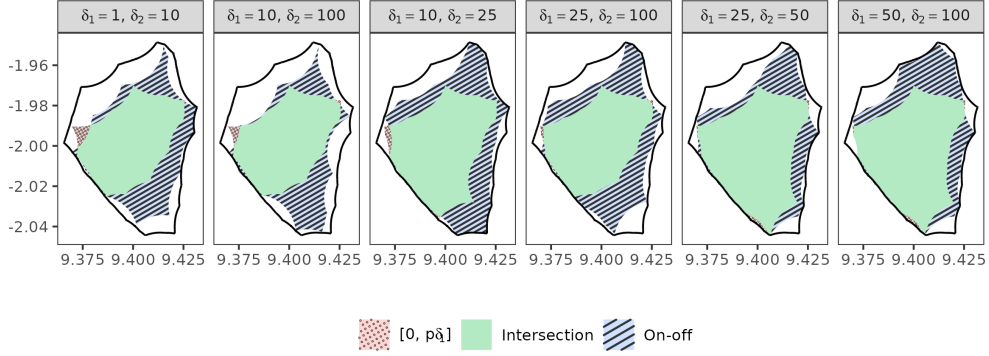 δ1 = 1, δ2 = 10 δ1 = 10, δ2 = 100 δ1 = 10, δ2 = 25 δ1 = 25, δ2 = 100 δ1 = 25, δ2 = 50 δ1 = 50, δ2 = 100
-1.96
-1.98
-2.00
-2.02
-2.04
9.375 9.400 9.425 9.375 9.400 9.425 9.375 9.400 9.425 9.375 9.400 9.425 9.375 9.400 9.425 9.375 9.400 9.425
[0, pδ1] Intersection On-off